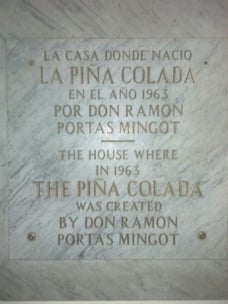 LA CASA DONDE NACIO
LA PIÑA COLADA
EN EL AÑO 1963
POR DON RAMON
PORTAS MINGOT
THE HOUSE WHERE
IN 1963
THE PIÑA COLADA
WAS CREATED
BY DON RAMON
PORTAS MINGOT